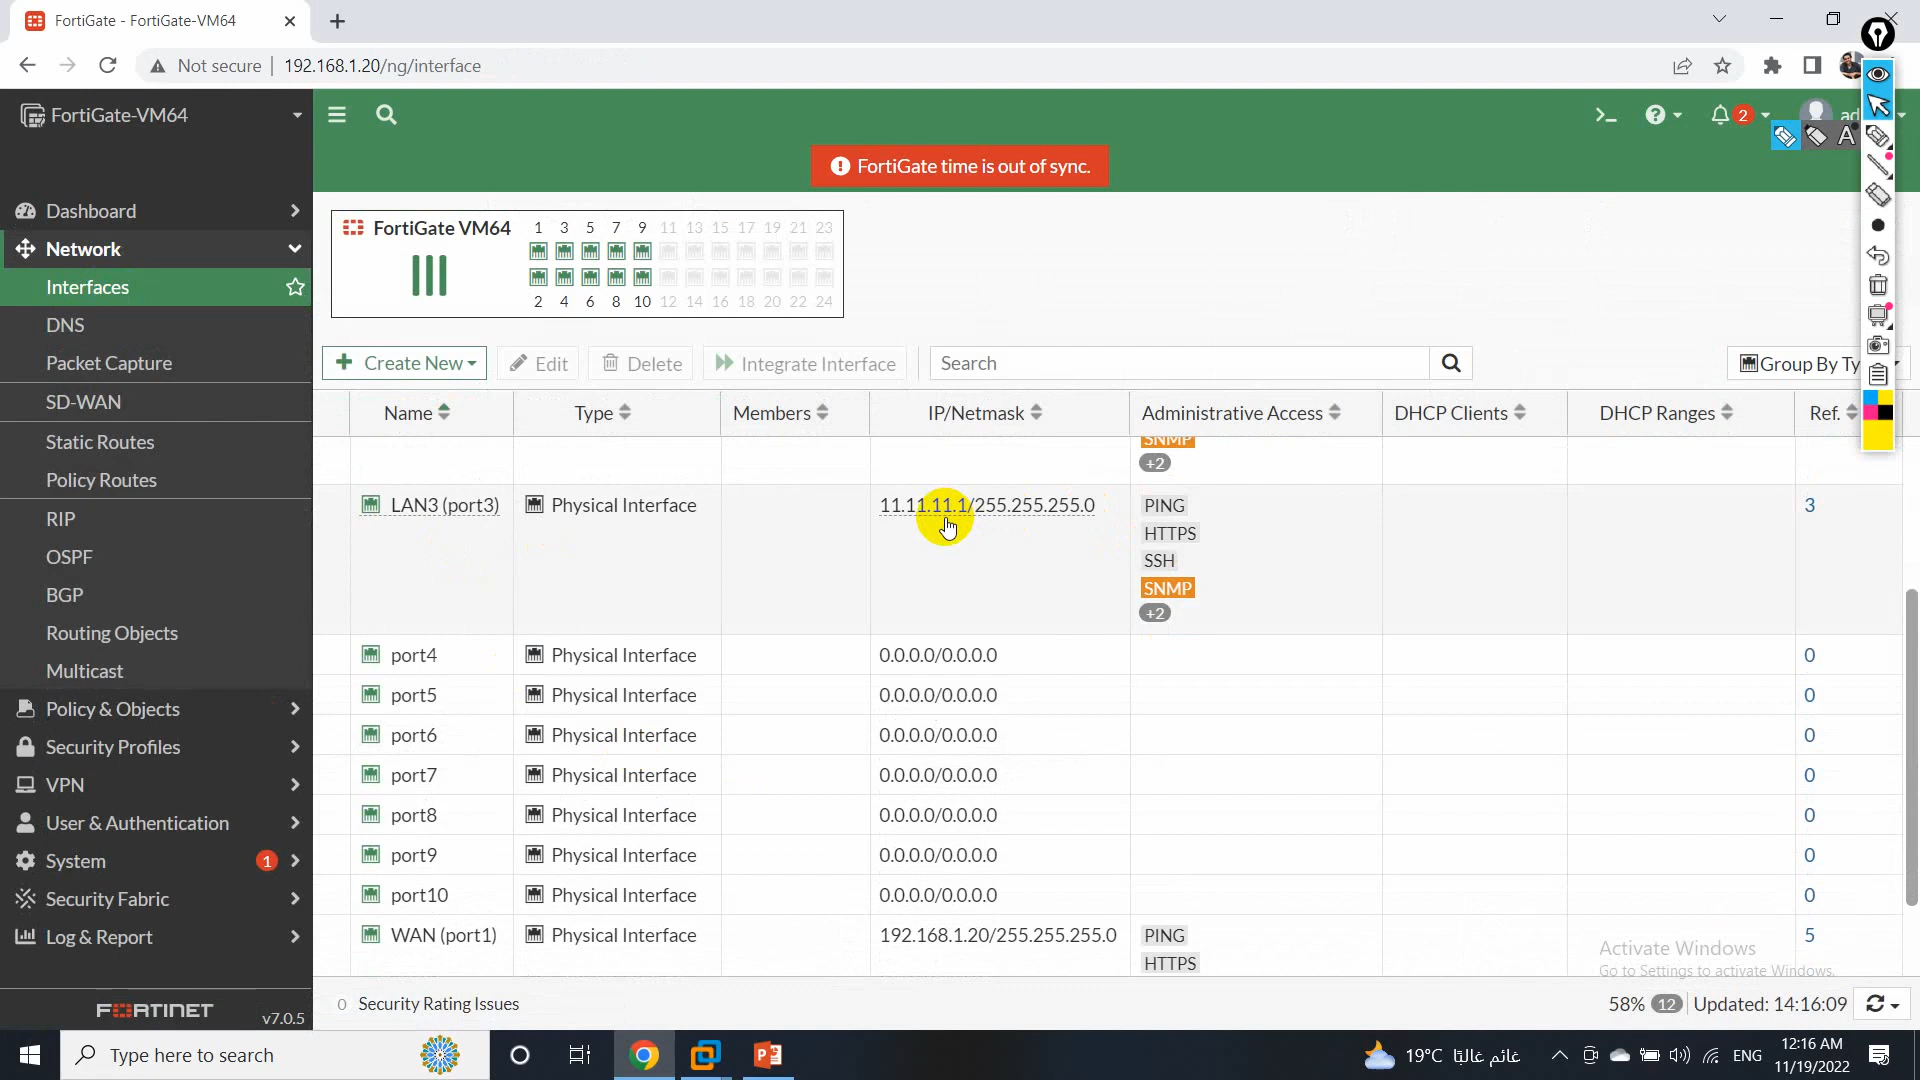 FortiGate - FortiGate-VM64
Not secure 192.168.1.20/ng/interface
FortiGate-VM64
2
ad
A
FortiGate time is out of sync.
Dashboard
Network
Interfaces
DNS
Packet Capture
SD-WAN
Static Routes
Policy Routes
RIP
OSPF
BGP
Routing Objects
Multicast
Policy & Objects
Security Profiles
VPN
User & Authentication
System 1
Security Fabric
Log & Report
FORTINET v7.0.5
FortiGate VM64
1 3 5 7 9 11 13 15 17 19 21 23
2 4 6 8 10 12 14 16 18 20 22 24
Create New Edit Delete Integrate Interface Search Group By Ty
Name Type Members IP/Netmask Administrative Access DHCP Clients DHCP Ranges Ref.
SNMP
+2
LAN3 (port3) Physical Interface 11.11.11.1/255.255.255.0 PING 3
HTTPS
SSH
SNMP
+2
port4 Physical Interface 0.0.0.0/0.0.0.0 0
port5 Physical Interface 0.0.0.0/0.0.0.0 0
port6 Physical Interface 0.0.0.0/0.0.0.0 0
port7 Physical Interface 0.0.0.0/0.0.0.0 0
port8 Physical Interface 0.0.0.0/0.0.0.0 0
port9 Physical Interface 0.0.0.0/0.0.0.0 0
port10 Physical Interface 0.0.0.0/0.0.0.0 0
WAN (port1) Physical Interface 192.168.1.20/255.255.255.0 PING 5
HTTPS
Activate Windows
Go to Settings to activate Windows.
0 Security Rating Issues 58% 12 Updated: 14:16:09
Type here to search
19°C غائم غالبًا
ENG
12:16 AM
11/19/2022